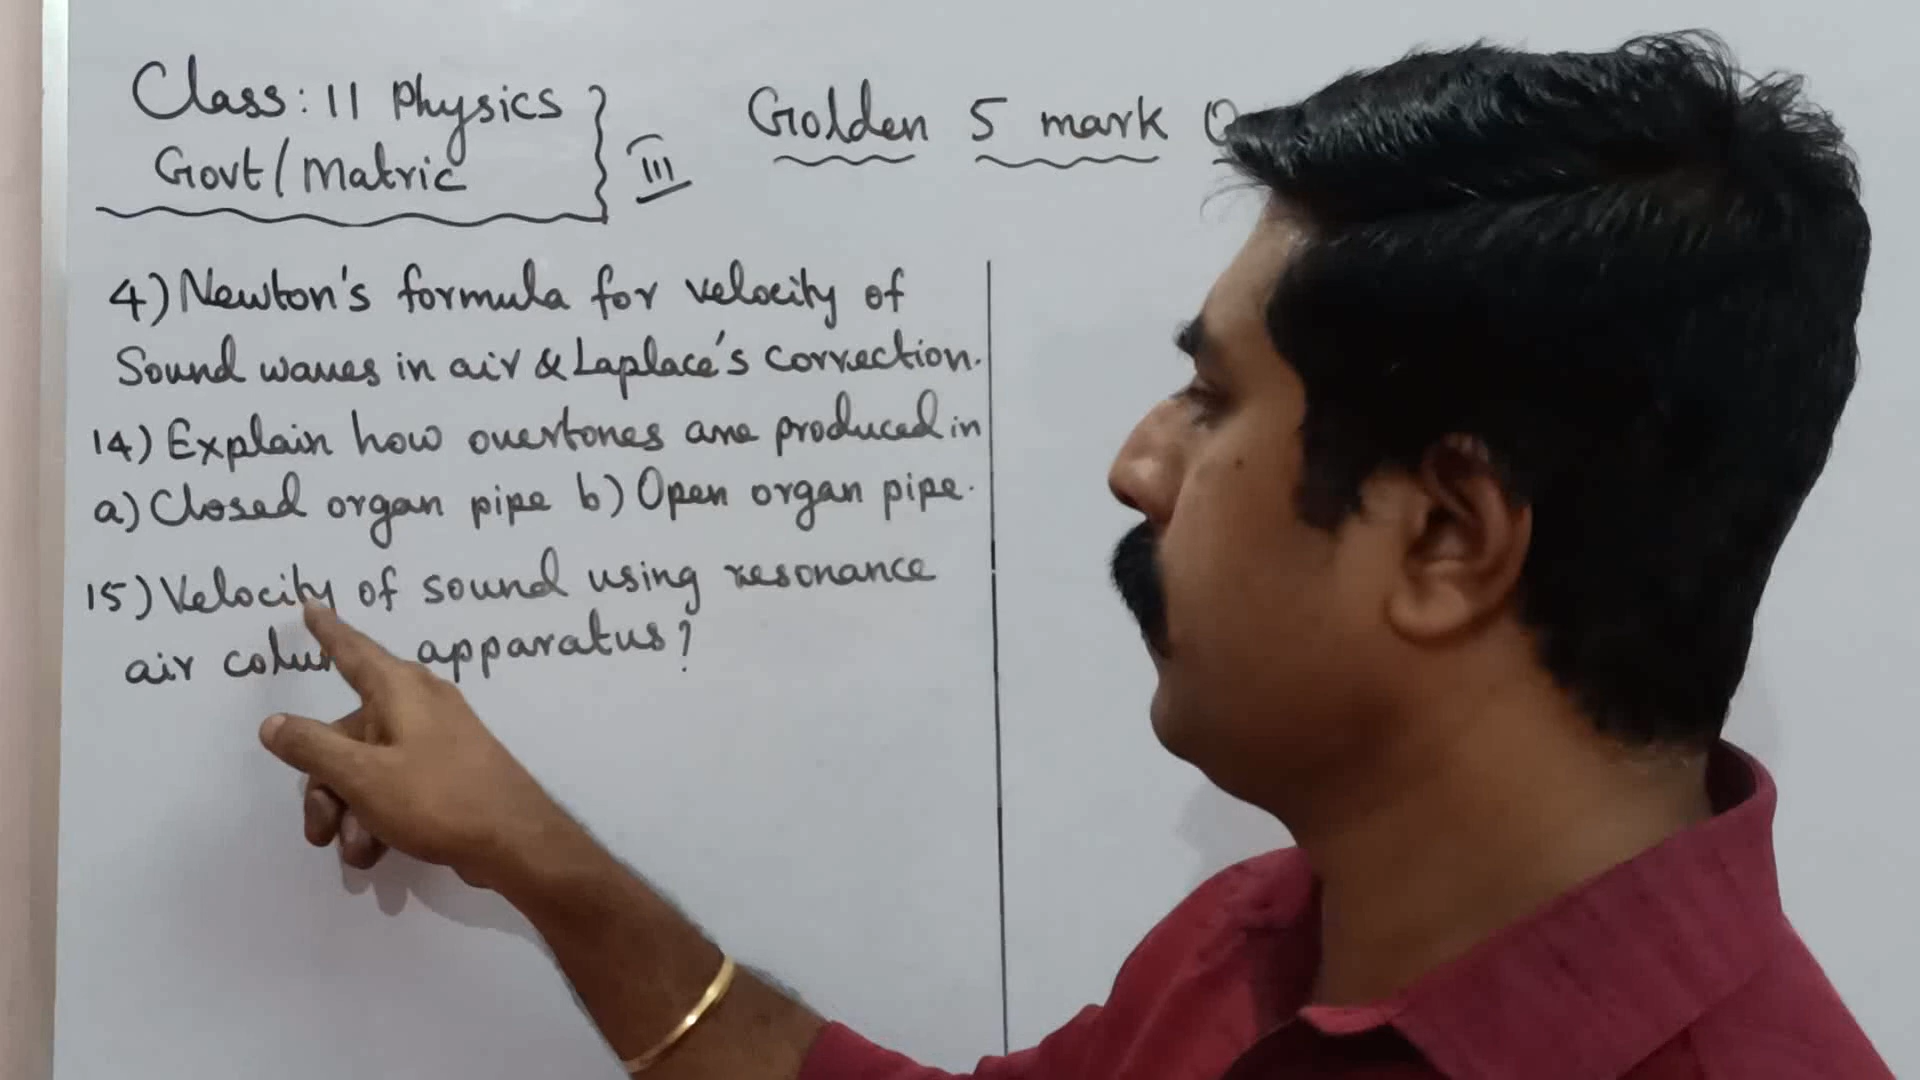 Class: 11 Physics
Govt/Matric
III
Golden 5 mark
4) Newton's formula for velocity of
Sound waves in air & Laplace's correction.
14) Explain how overtones are produced in
a) Closed organ pipe b) Open organ pipe.
15) Velocity of sound using resonance
air apparatus?